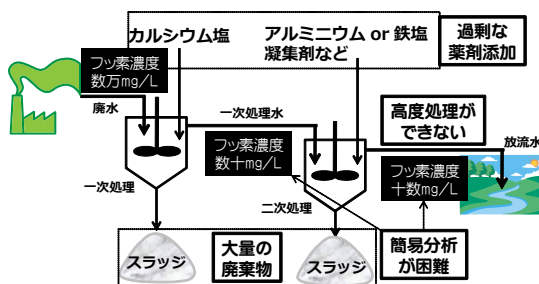 カルシウム塩
アルミニウム or 鉄塩
凝集剤など
過剰な
薬剤添加
フッ素濃度
数万mg/L
廃水
一次処理水
高度処理が
できない
放流水
フッ素濃度
数十mg/L
フッ素濃度
十数mg/L
一次処理
二次処理
大量の
廃棄物
簡易分析
が困難
スラッジ
スラッジ